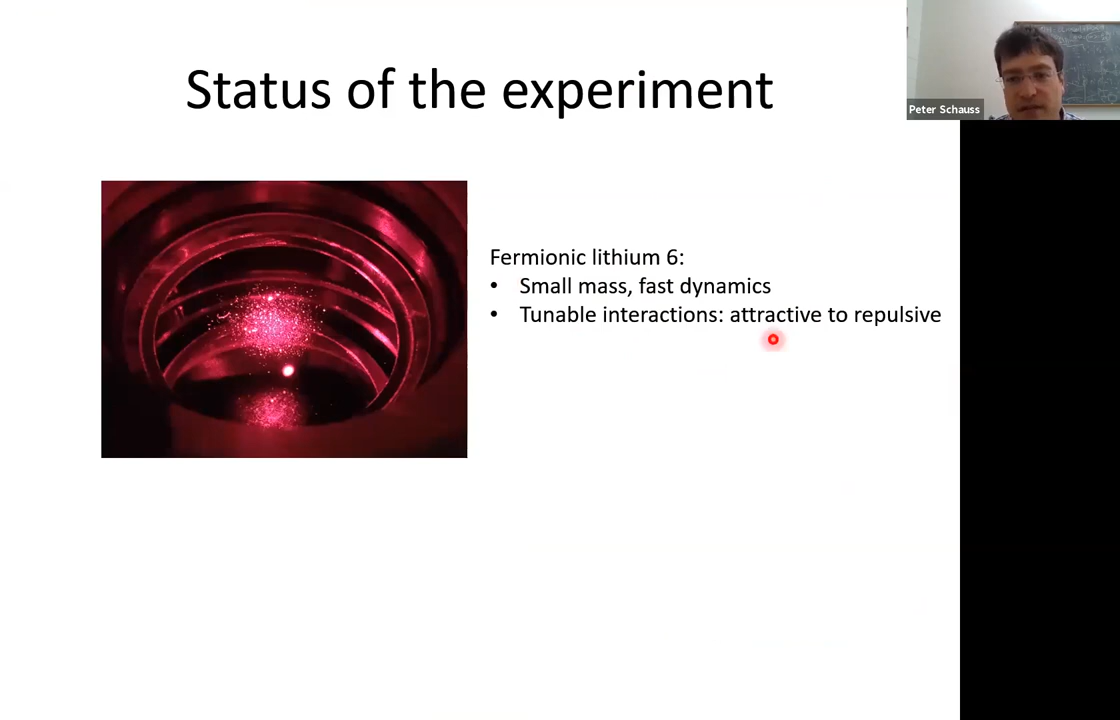 Status of the experiment
Peter Schauss
Fermionic lithium 6:
• Small mass, fast dynamics
• Tunable interactions: attractive to repulsive